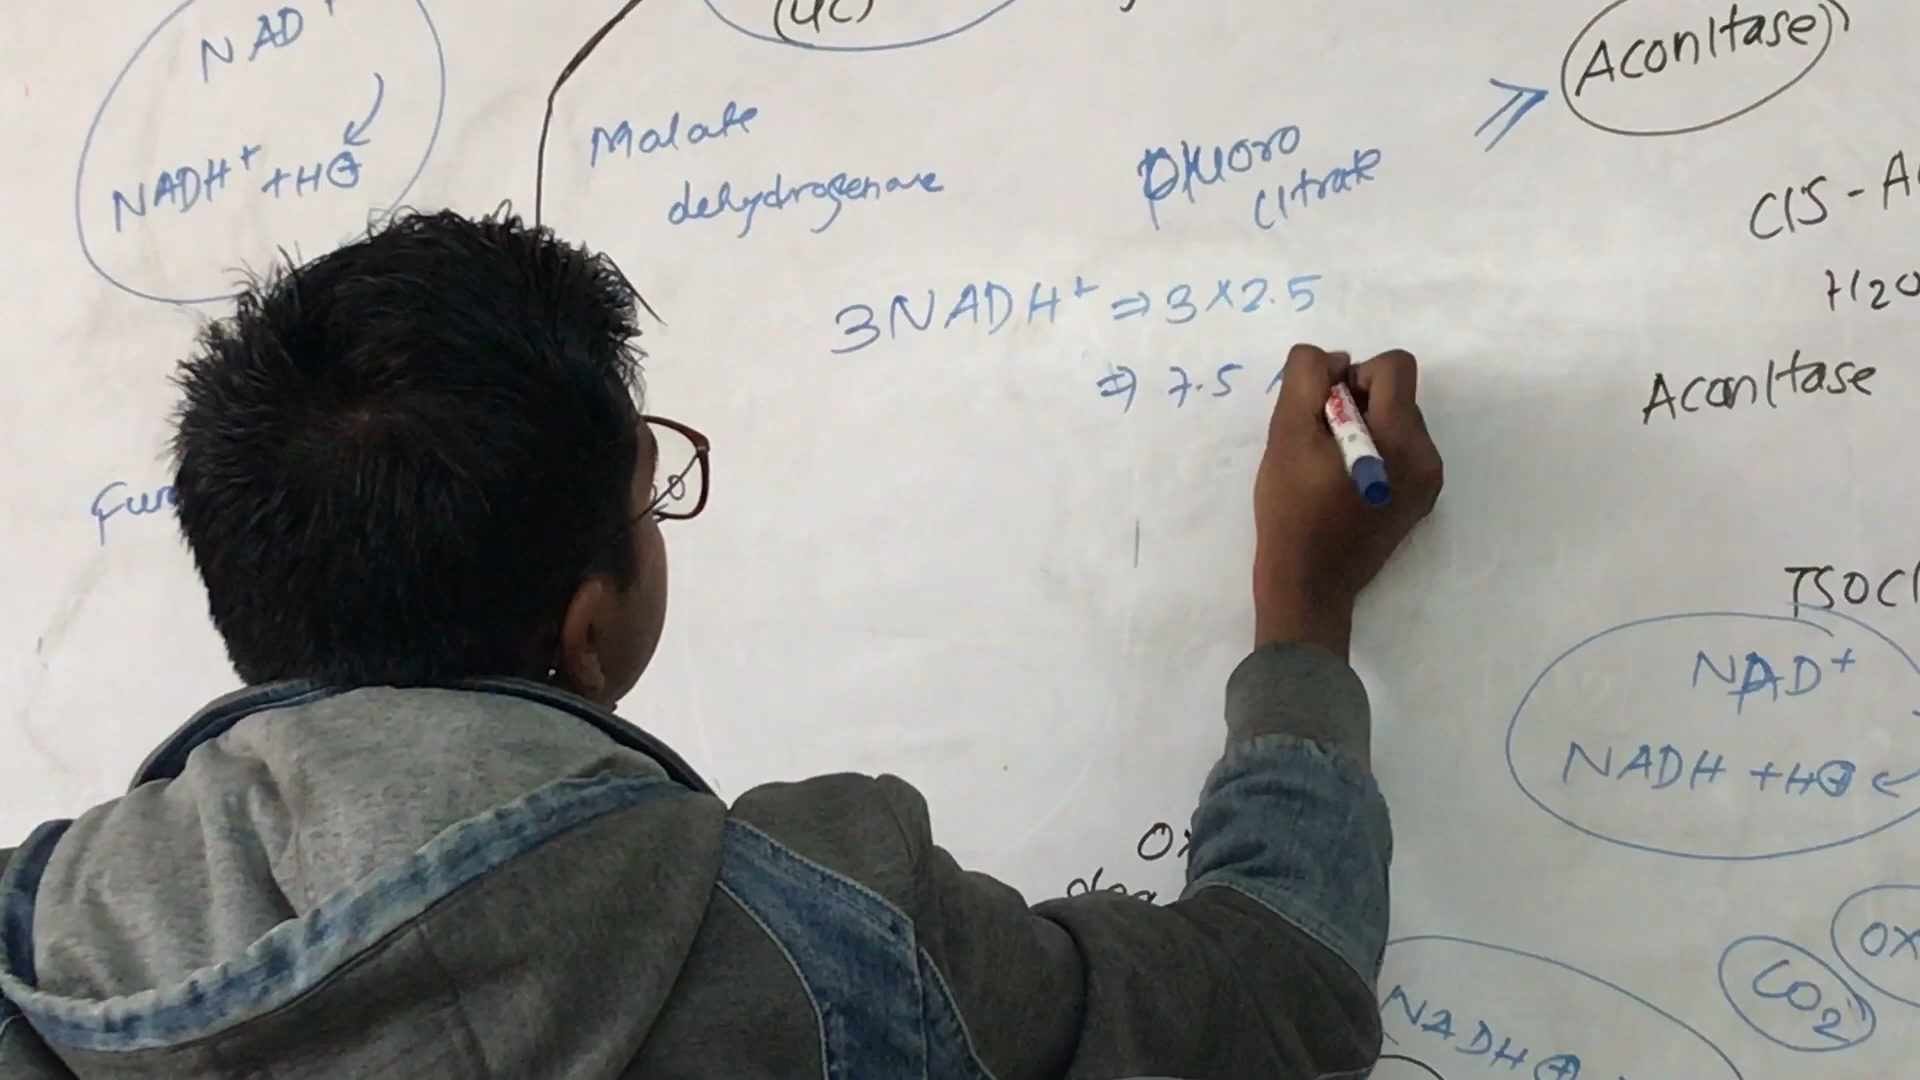 NAD+
NADH+ +H⊕
(4C)
Malate
dehydrogenase
fluoro
citrate
Aconitase
CIS-A
H2O
Aconitase
3NADH+ ⇒ 3×2.5
⇒ 7.5
NAD+
NADH +H⊕
CO2
NADH⊕